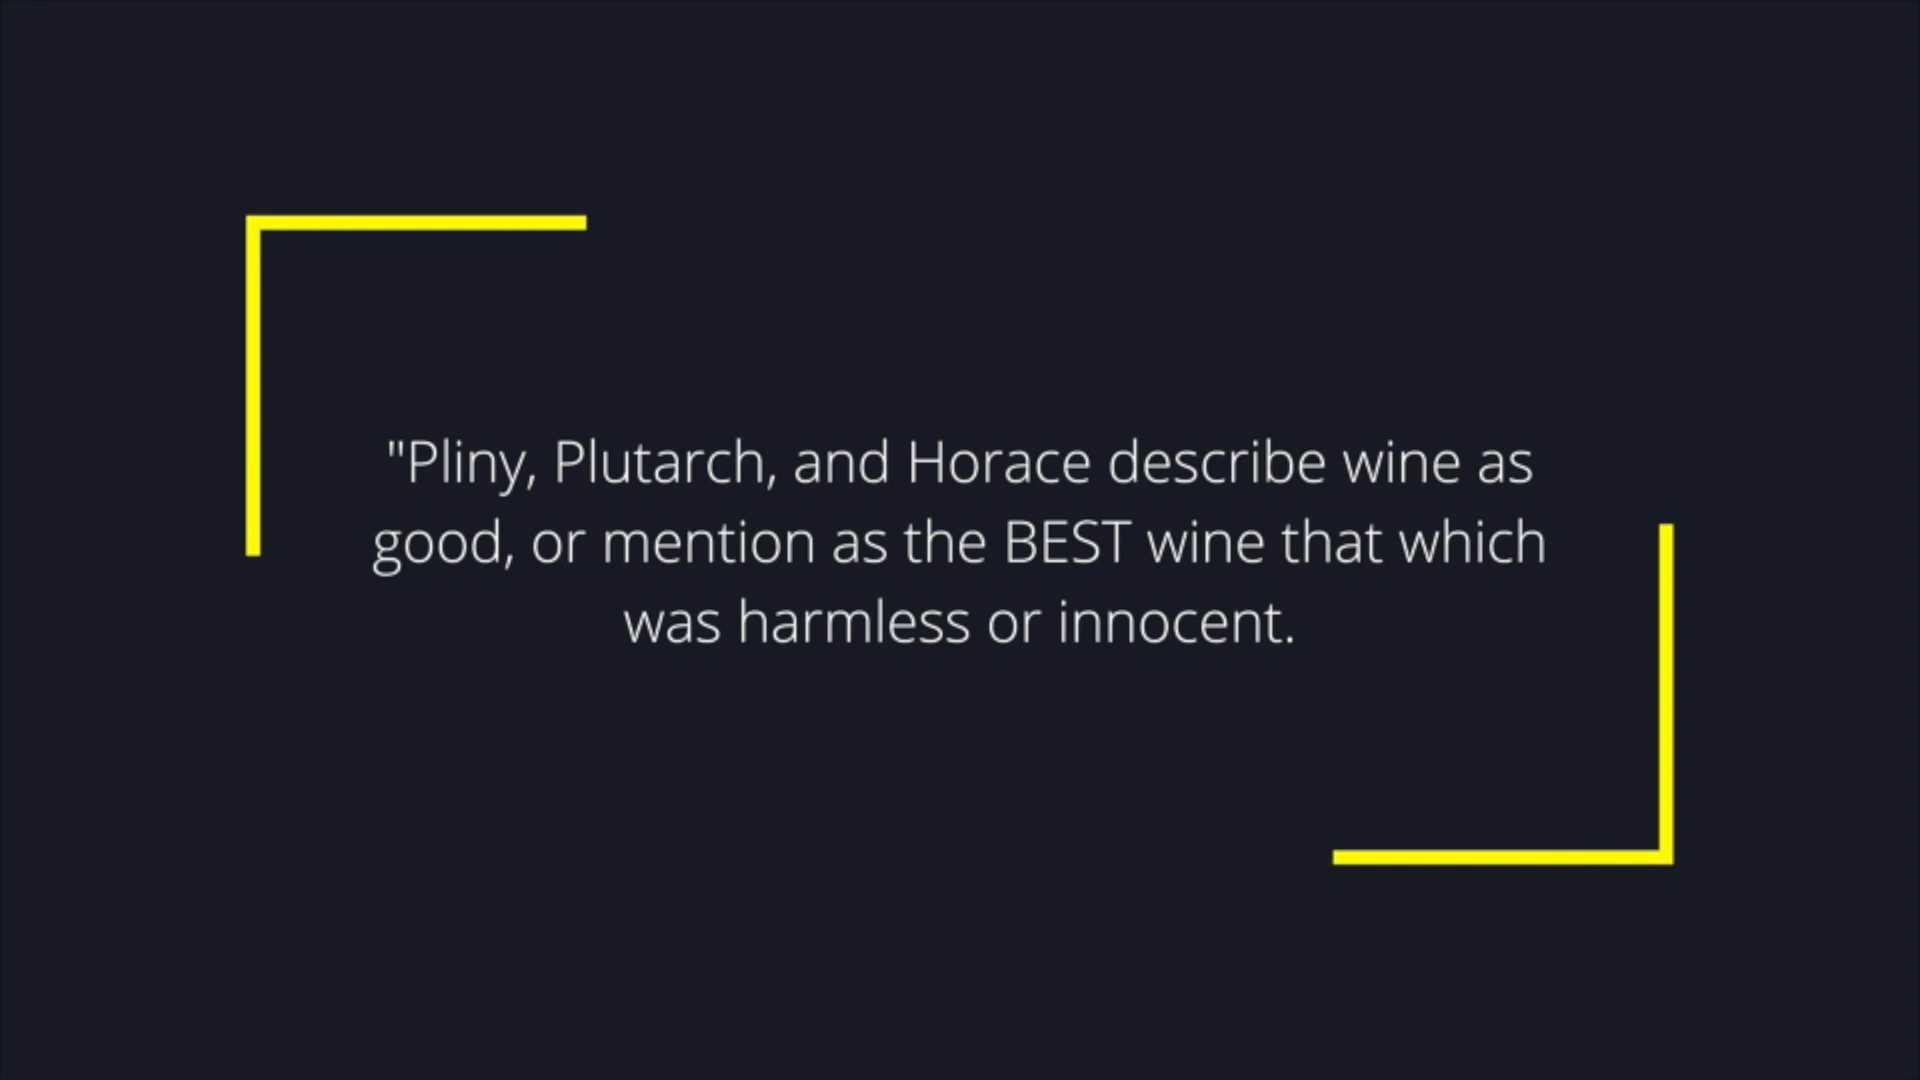 "Pliny, Plutarch, and Horace describe wine as
good, or mention as the BEST wine that which
was harmless or innocent.